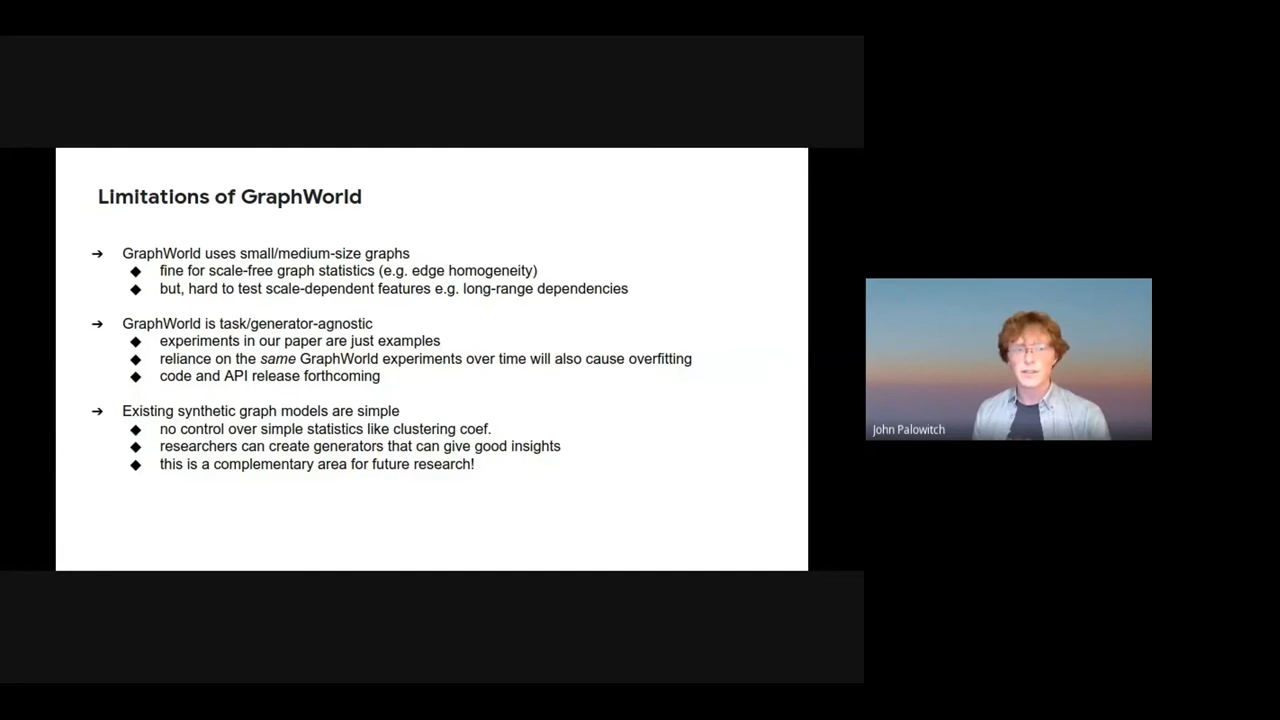 Limitations of GraphWorld
➔ GraphWorld uses small/medium-size graphs
◆ fine for scale-free graph statistics (e.g. edge homogeneity)
◆ but, hard to test scale-dependent features e.g. long-range dependencies
➔ GraphWorld is task/generator-agnostic
◆ experiments in our paper are just examples
◆ reliance on the same GraphWorld experiments over time will also cause overfitting
◆ code and API release forthcoming
➔ Existing synthetic graph models are simple
◆ no control over simple statistics like clustering coef.
◆ researchers can create generators that can give good insights
◆ this is a complementary area for future research!
John Palowitch